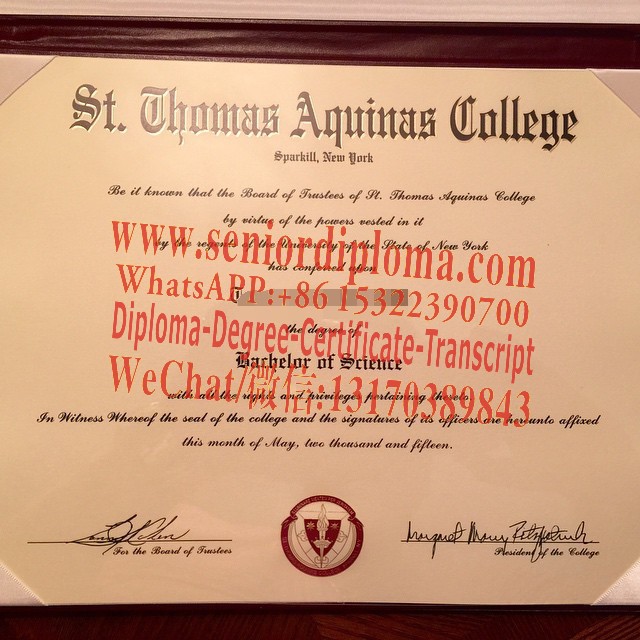 St. Thomas Aquinas College
Sparkill, New York
Be it known that the Board of Trustees of St. Thomas Aquinas College
by virtue of the powers vested in it
www.seniordiploma.com
by the regents of the University of the State of New York
has conferred upon
WhatsAPP:+86 15322390700
T
Diploma-Degree-Certificate-Transcript
the degree of
Bachelor of Science
WeChat/微信:13170389843
with all the rights and privileges pertaining thereto.
In Witness Whereof the seal of the college and the signatures of its officers are hereunto affixed
this month of May, two thousand and fifteen.
Margaret Mary Fitzpatrick
For the Board of Trustees
President of the College